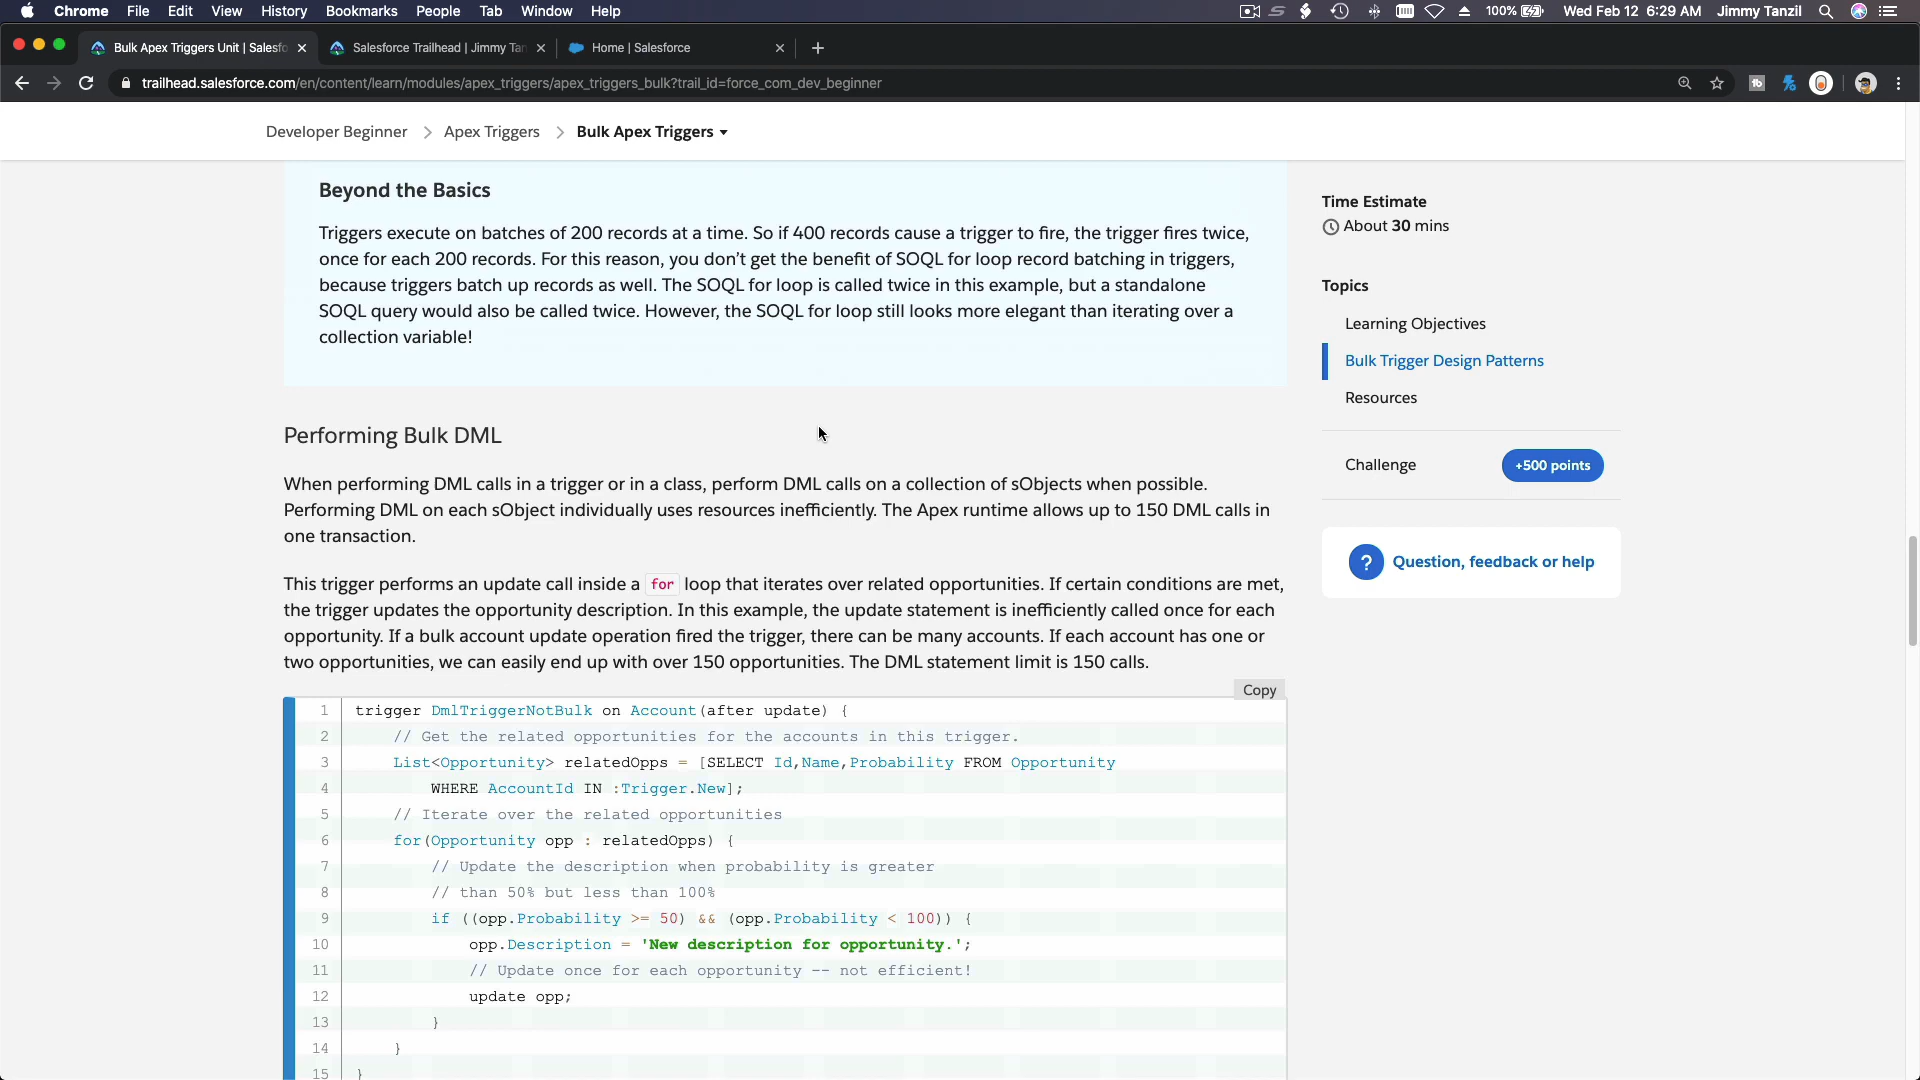 Chrome File Edit View History Bookmarks People Tab Window Help 100% Wed Feb 12 6:29 AM Jimmy Tanzil
Bulk Apex Triggers Unit | Salesfo Salesforce Trailhead | Jimmy Tan Home | Salesforce
trailhead.salesforce.com/en/content/learn/modules/apex_triggers/apex_triggers_bulk?trail_id=force_com_dev_beginner
Developer Beginner Apex Triggers Bulk Apex Triggers
Beyond the Basics
Triggers execute on batches of 200 records at a time. So if 400 records cause a trigger to fire, the trigger fires twice,
once for each 200 records. For this reason, you don’t get the benefit of SOQL for loop record batching in triggers,
because triggers batch up records as well. The SOQL for loop is called twice in this example, but a standalone
SOQL query would also be called twice. However, the SOQL for loop still looks more elegant than iterating over a
collection variable!
Performing Bulk DML
When performing DML calls in a trigger or in a class, perform DML calls on a collection of sObjects when possible.
Performing DML on each sObject individually uses resources inefficiently. The Apex runtime allows up to 150 DML calls in
one transaction.
This trigger performs an update call inside a for loop that iterates over related opportunities. If certain conditions are met,
the trigger updates the opportunity description. In this example, the update statement is inefficiently called once for each
opportunity. If a bulk account update operation fired the trigger, there can be many accounts. If each account has one or
two opportunities, we can easily end up with over 150 opportunities. The DML statement limit is 150 calls.
Copy
1 trigger DmlTriggerNotBulk on Account(after update) {
2 // Get the related opportunities for the accounts in this trigger.
3 List<Opportunity> relatedOpps = [SELECT Id,Name,Probability FROM Opportunity
4 WHERE AccountId IN :Trigger.New];
5 // Iterate over the related opportunities
6 for(Opportunity opp : relatedOpps) {
7 // Update the description when probability is greater
8 // than 50% but less than 100%
9 if ((opp.Probability >= 50) && (opp.Probability < 100)) {
10 opp.Description = 'New description for opportunity.';
11 // Update once for each opportunity -- not efficient!
12 update opp;
13 }
14 }
15 }
Time Estimate
About 30 mins
Topics
Learning Objectives
Bulk Trigger Design Patterns
Resources
Challenge +500 points
? Question, feedback or help